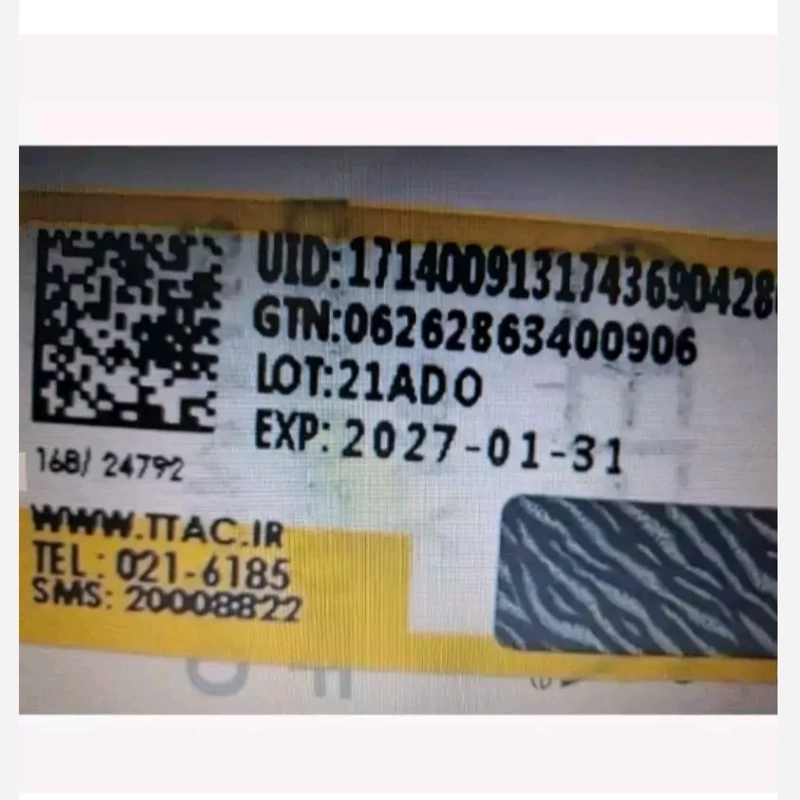 UID:17140091317436904280
GTN:06262863400906
LOT:21ADO
EXP: 2027-01-31
168/ 24792
WWW.TTAC.IR
TEL: 021-6185
SMS: 20008822